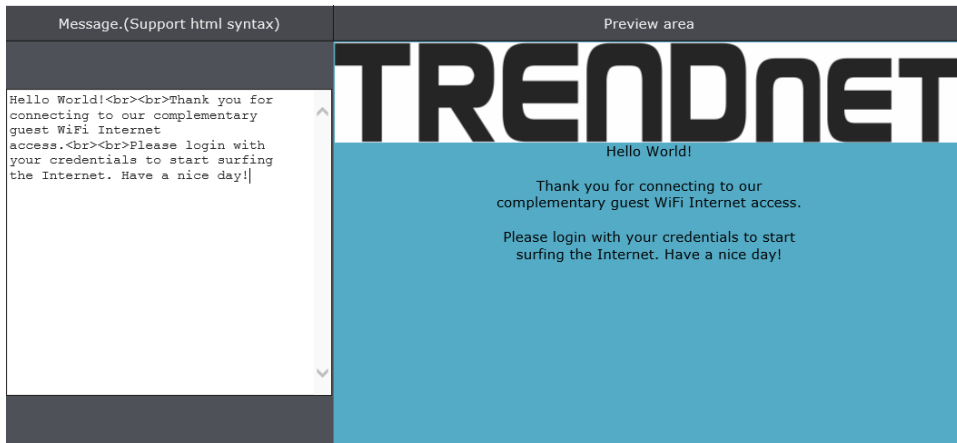 Message.(Support html syntax)
Preview area
Hello World!<br><br>Thank you for
connecting to our complementary
guest WiFi Internet
access.<br><br>Please login with
your credentials to start surfing
the Internet. Have a nice day!
TRENDNET
Hello World!
Thank you for connecting to our
complementary guest WiFi Internet access.
Please login with your credentials to start
surfing the Internet. Have a nice day!